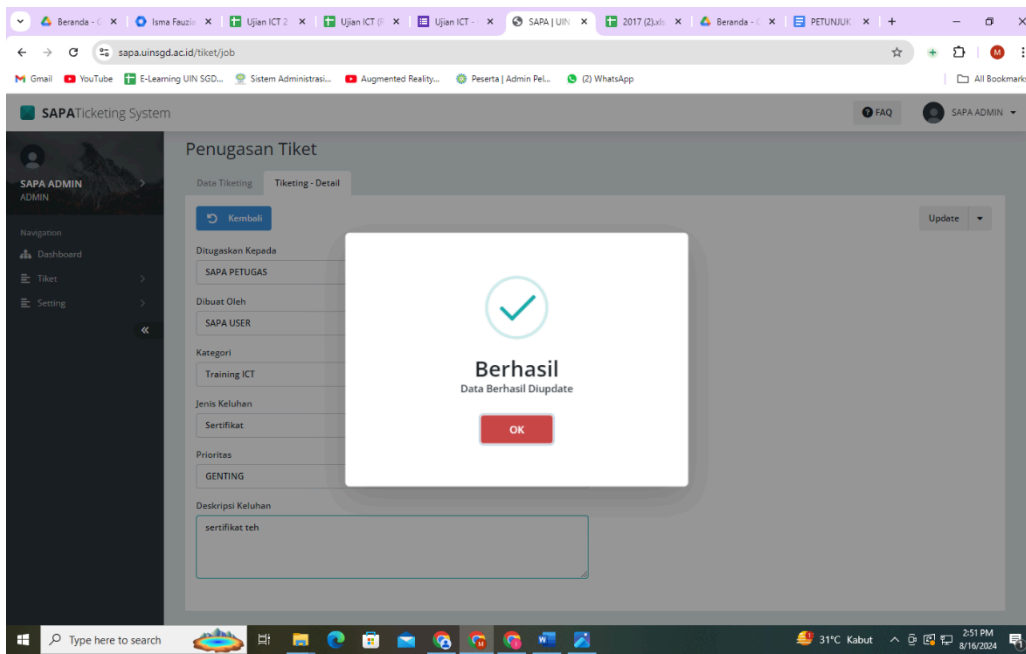 Beranda - G
Isma Fauzia
Ujian ICT 2
Ujian ICT (R
Ujian ICT -
SAPA | UIN
2017 (2).xls
Beranda - G
PETUNJUK
sapa.uinsgd.ac.id/tiket/job
M
Gmail
YouTube
E-Learning UIN SGD...
Sistem Administrasi...
Augmented Reality...
Peserta | Admin Pel...
(2) WhatsApp
All Bookmarks
SAPATicketing System
FAQ
SAPA ADMIN
SAPA ADMIN
ADMIN
Navigation
Dashboard
Tiket
Setting
Penugasan Tiket
Data Tiketing
Tiketing - Detail
Kembali
Update
Ditugaskan Kepada
SAPA PETUGAS
Dibuat Oleh
SAPA USER
Kategori
Training ICT
Jenis Keluhan
Sertifikat
Prioritas
GENTING
Deskripsi Keluhan
sertifikat teh
Berhasil
Data Berhasil Diupdate
OK
Type here to search
31°C Kabut
2:51 PM
8/16/2024